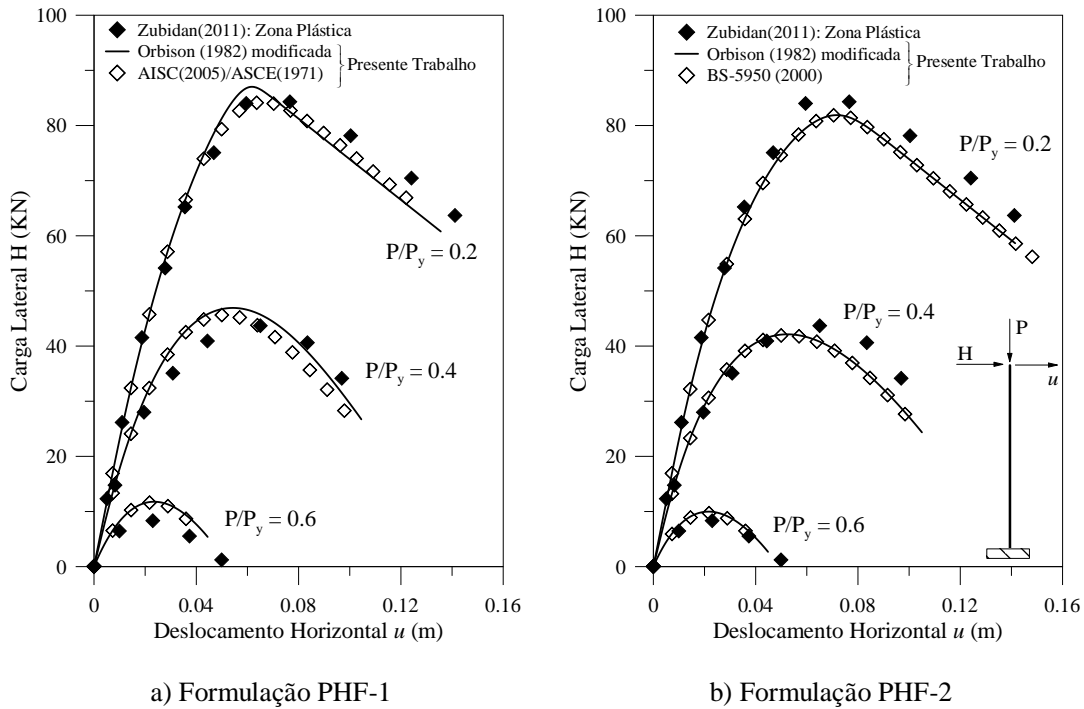 100
80
60
40
20
0
Carga Lateral H (KN)
Zubidan(2011): Zona Plástica
Orbison (1982) modificada
AISC(2005)/ASCE(1971)
Presente Trabalho
P/Py = 0.2
P/Py = 0.4
P/Py = 0.6
0 0.04 0.08 0.12 0.16
Deslocamento Horizontal u (m)
a) Formulação PHF-1
100
80
60
40
20
0
Carga Lateral H (KN)
Zubidan(2011): Zona Plástica
Orbison (1982) modificada
BS-5950 (2000)
Presente Trabalho
P/Py = 0.2
P/Py = 0.4
P/Py = 0.6
P
H
u
0 0.04 0.08 0.12 0.16
Deslocamento Horizontal u (m)
b) Formulação PHF-2